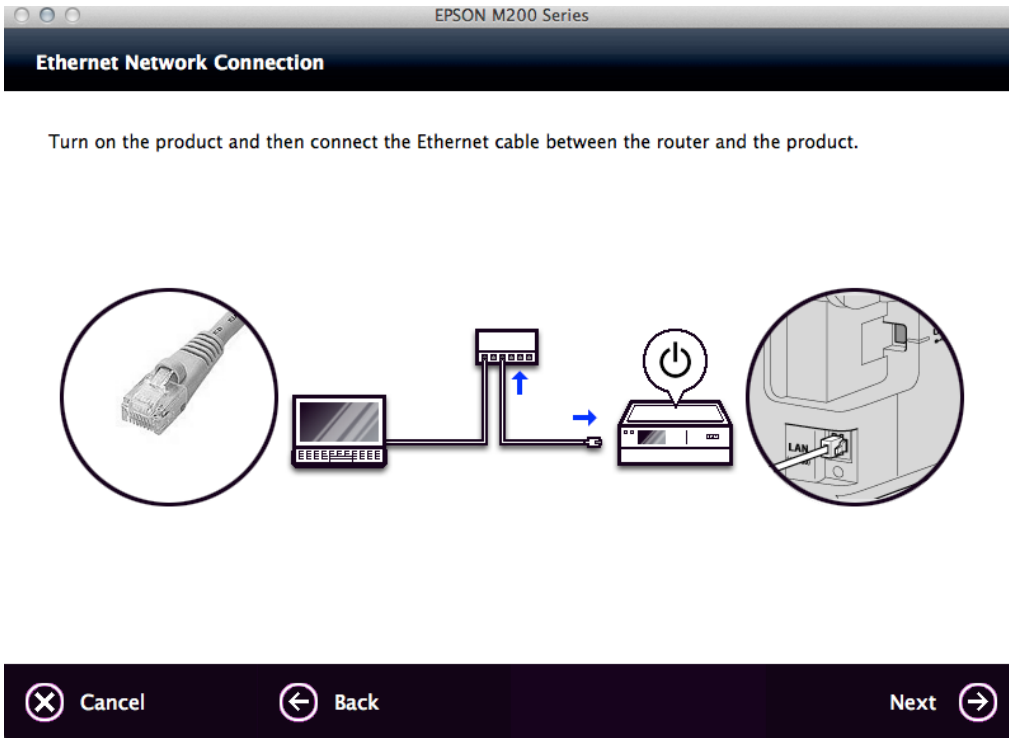 EPSON M200 Series
Ethernet Network Connection
Turn on the product and then connect the Ethernet cable between the router and the product.
LAN
Cancel
Back
Next